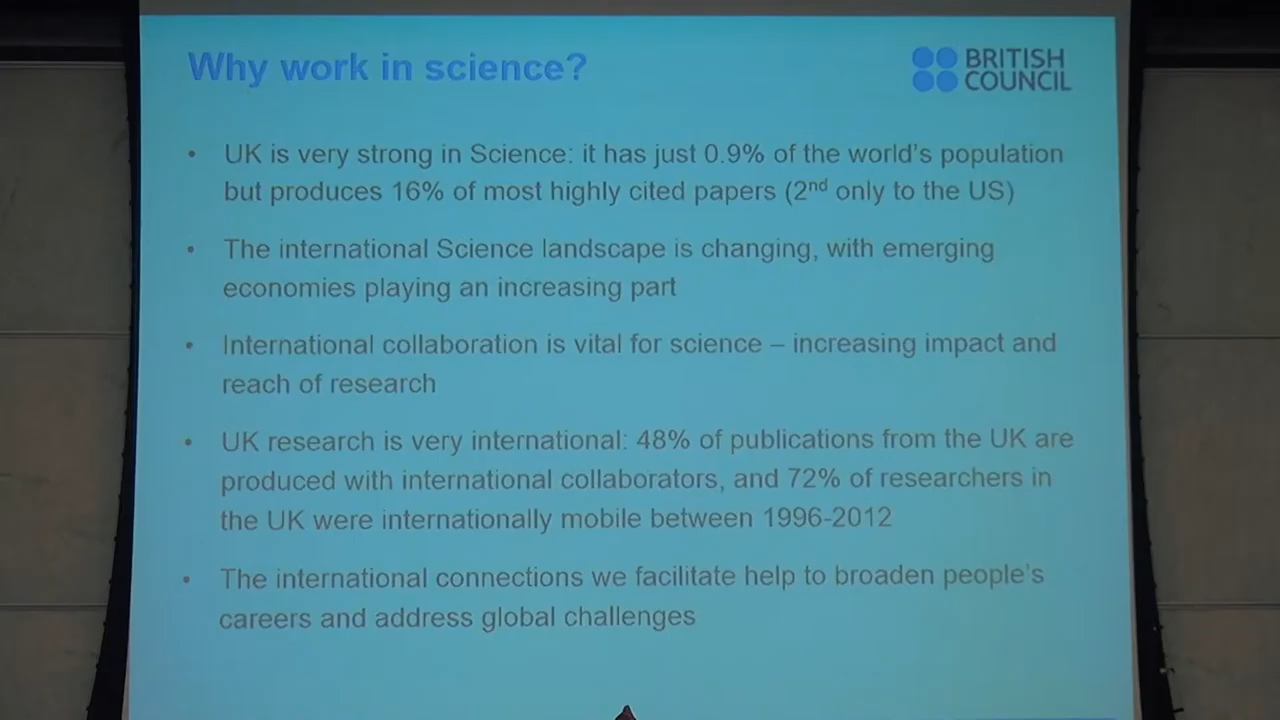 Why work in science?
BRITISH
COUNCIL
• UK is very strong in Science: it has just 0.9% of the world's population
but produces 16% of most highly cited papers (2nd only to the US)
• The international Science landscape is changing, with emerging
economies playing an increasing part
• International collaboration is vital for science – increasing impact and
reach of research
• UK research is very international: 48% of publications from the UK are
produced with international collaborators, and 72% of researchers in
the UK were internationally mobile between 1996-2012
• The international connections we facilitate help to broaden people's
careers and address global challenges